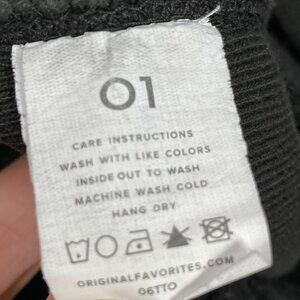 01
CARE INSTRUCTIONS
WASH WITH LIKE COLORS
INSIDE OUT TO WASH
MACHINE WASH COLD
HANG DRY
ORIGINALFAVORITES.COM
06TTO